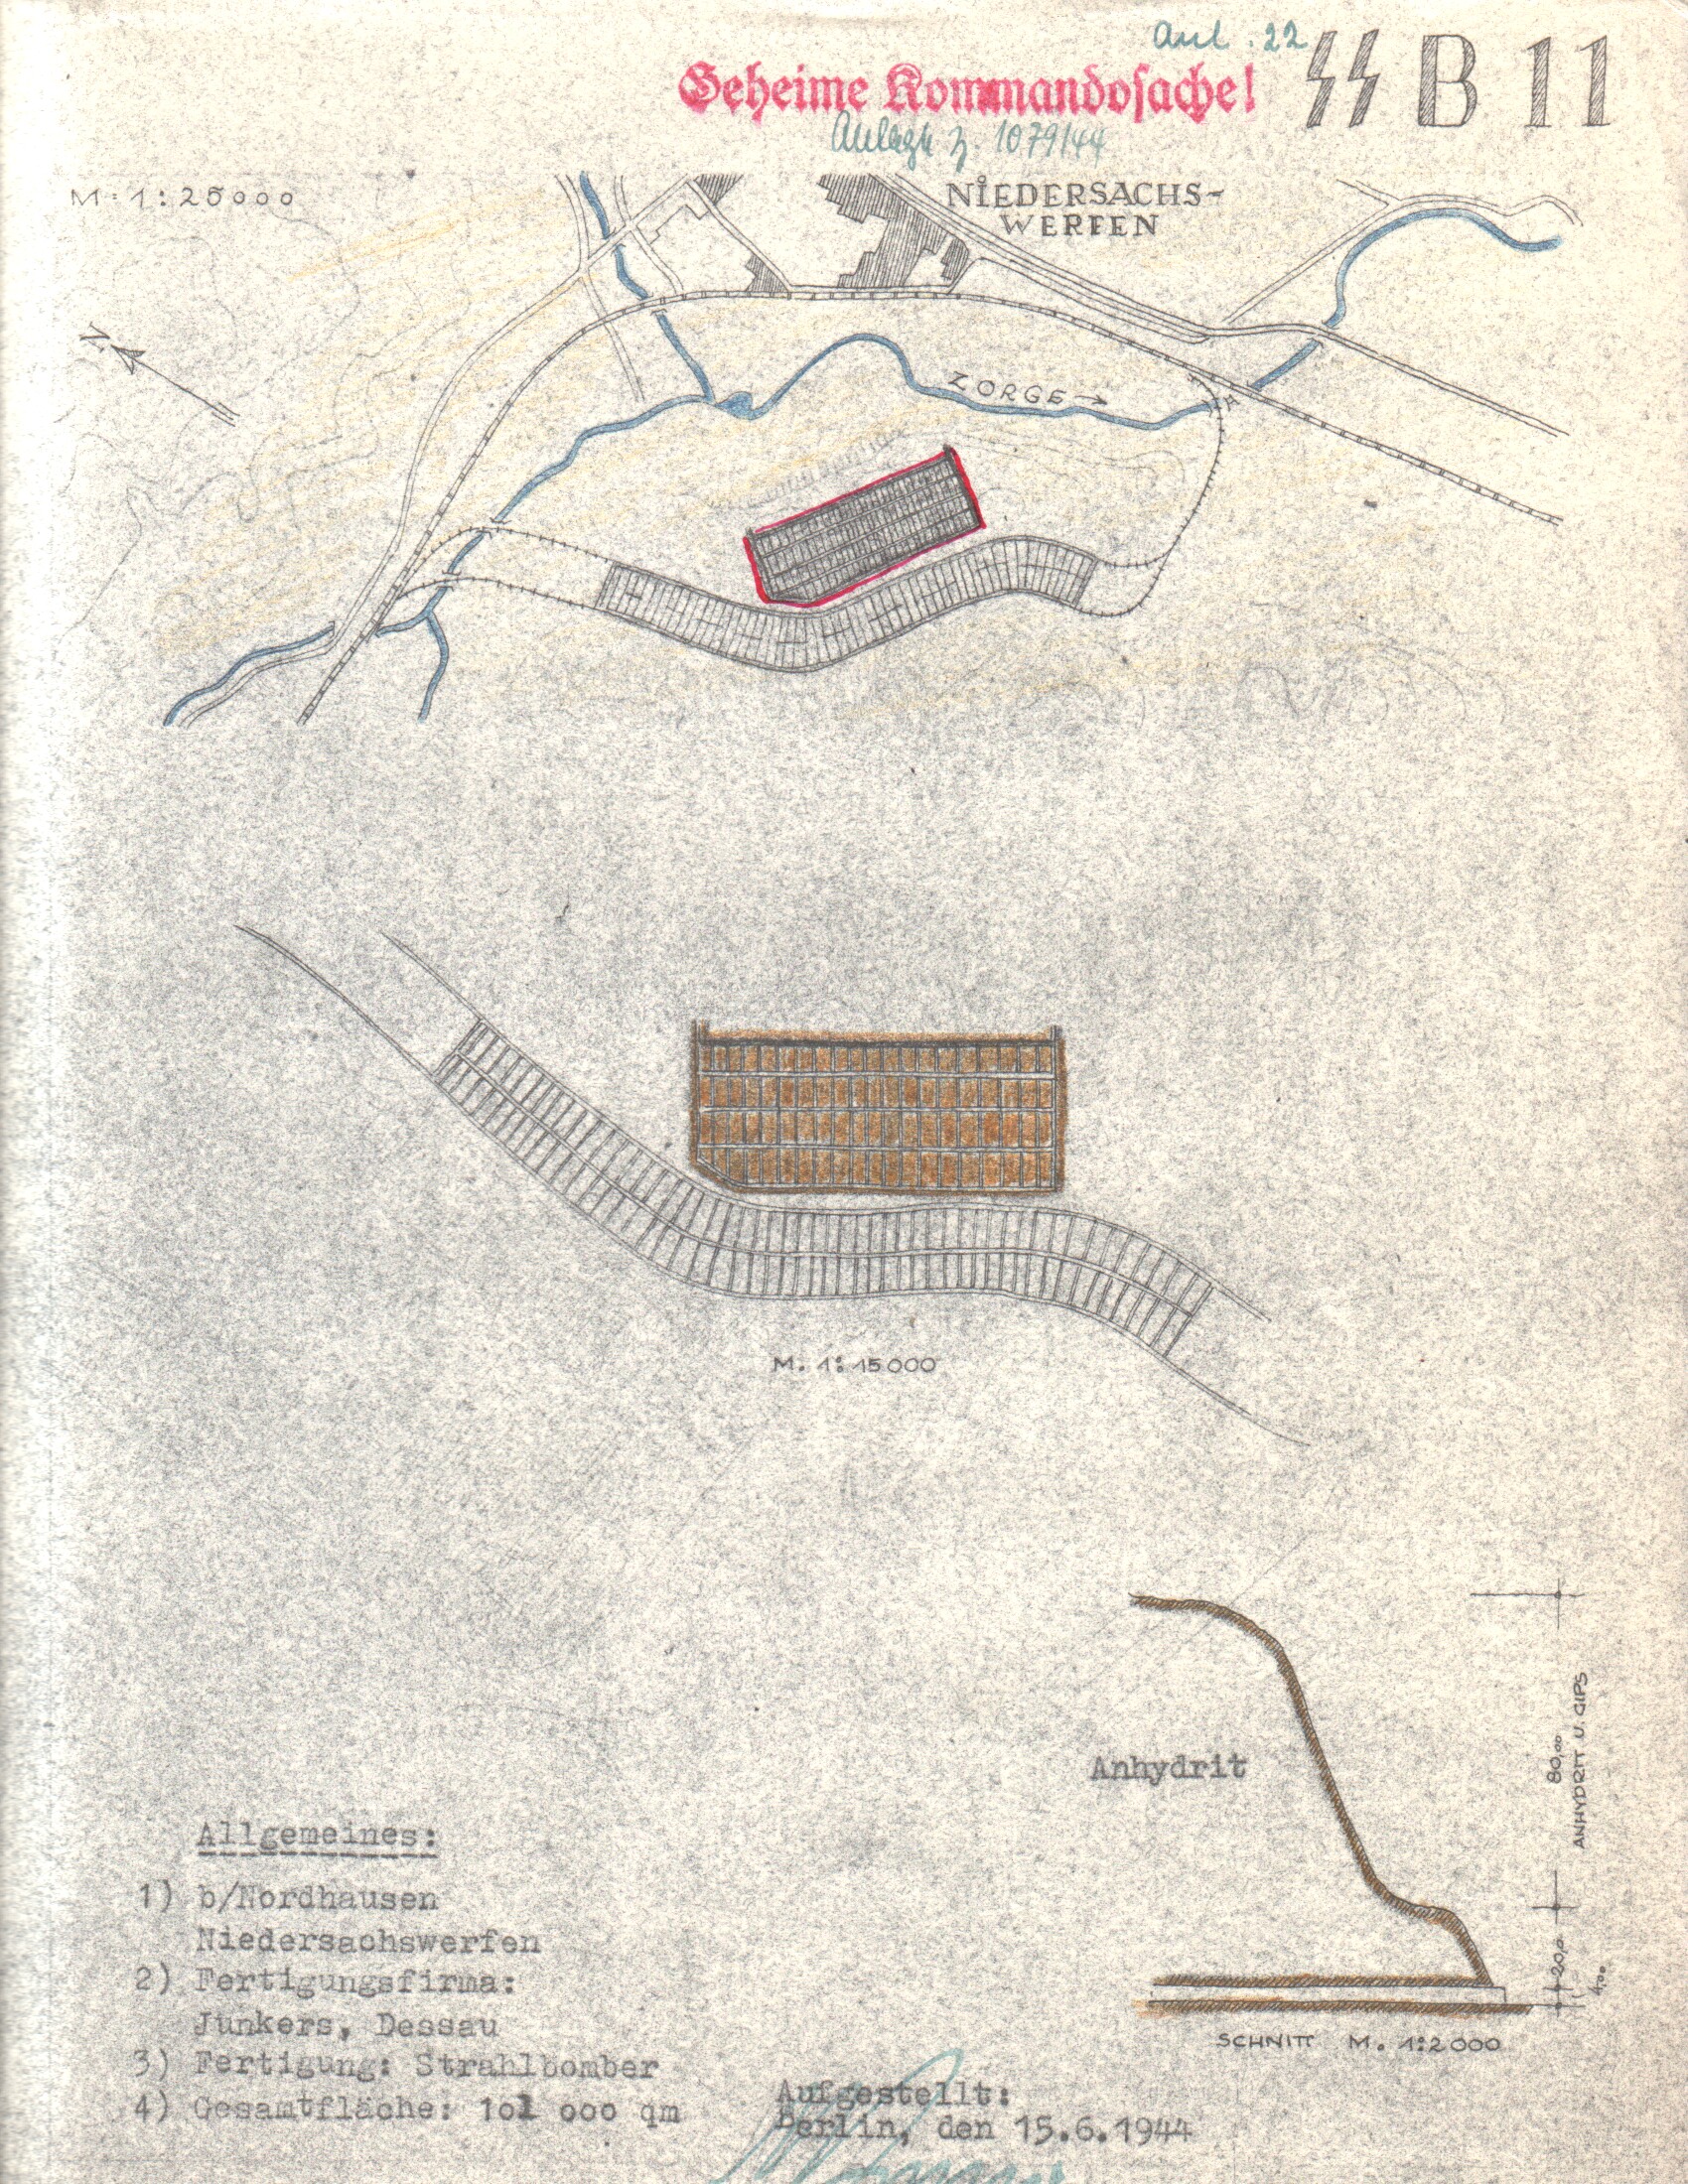 Anl. 22
Geheime Kommandosache!
SS B 11
Anlage z. 1079/44
M = 1:25000
NIEDERSACHS-
WERFEN
N
ZORGE →
M. 1:15000
Anhydrit
80,00
ANHYDRIT U. GIPS
20,0
4,00
SCHNITT M. 1:2000
Allgemeines:
1) b/Nordhausen
Niedersachswerfen
2) Fertigungsfirma:
Junkers, Dessau
3) Fertigung: Strahlbomber
4) Gesamtfläche: 101 000 qm
Aufgestellt:
Berlin, den 15.6.1944